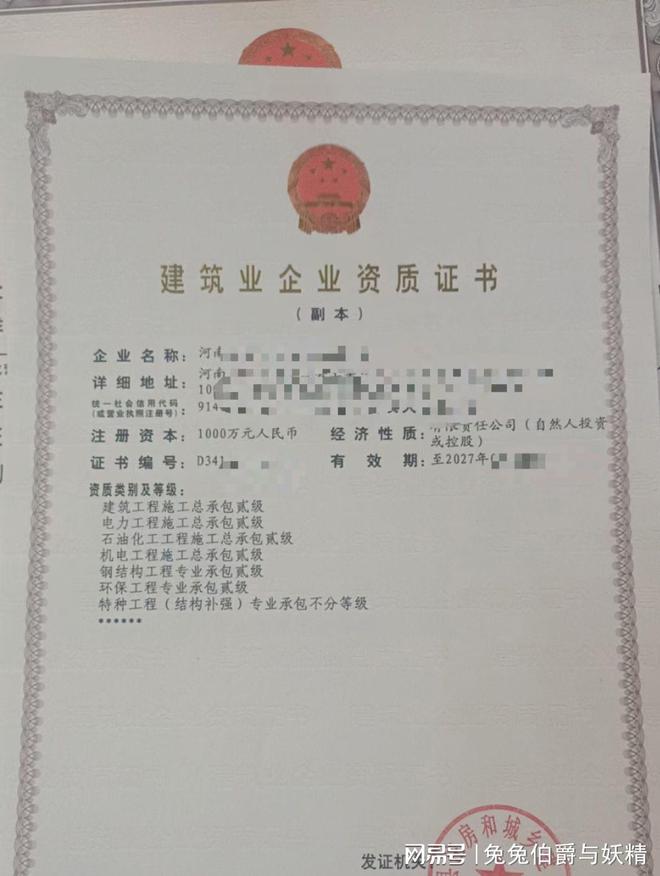 建筑业企业资质证书
(副本)
企业名称: 河南
详细地址: 河南
10
统一社会信用代码
(或营业执照注册号): 914
注册资本: 1000万元人民币 经济性质: 有限责任公司(自然人投资
或控股)
证书编号: D341 有效期: 至2027年
资质类别及等级:
建筑工程施工总承包贰级
电力工程施工总承包贰级
石油化工工程施工总承包贰级
机电工程施工总承包贰级
钢结构工程专业承包贰级
环保工程专业承包贰级
特种工程(结构补强)专业承包不分等级
******
房和城乡
发证机关:
网易号 | 兔兔伯爵与妖精